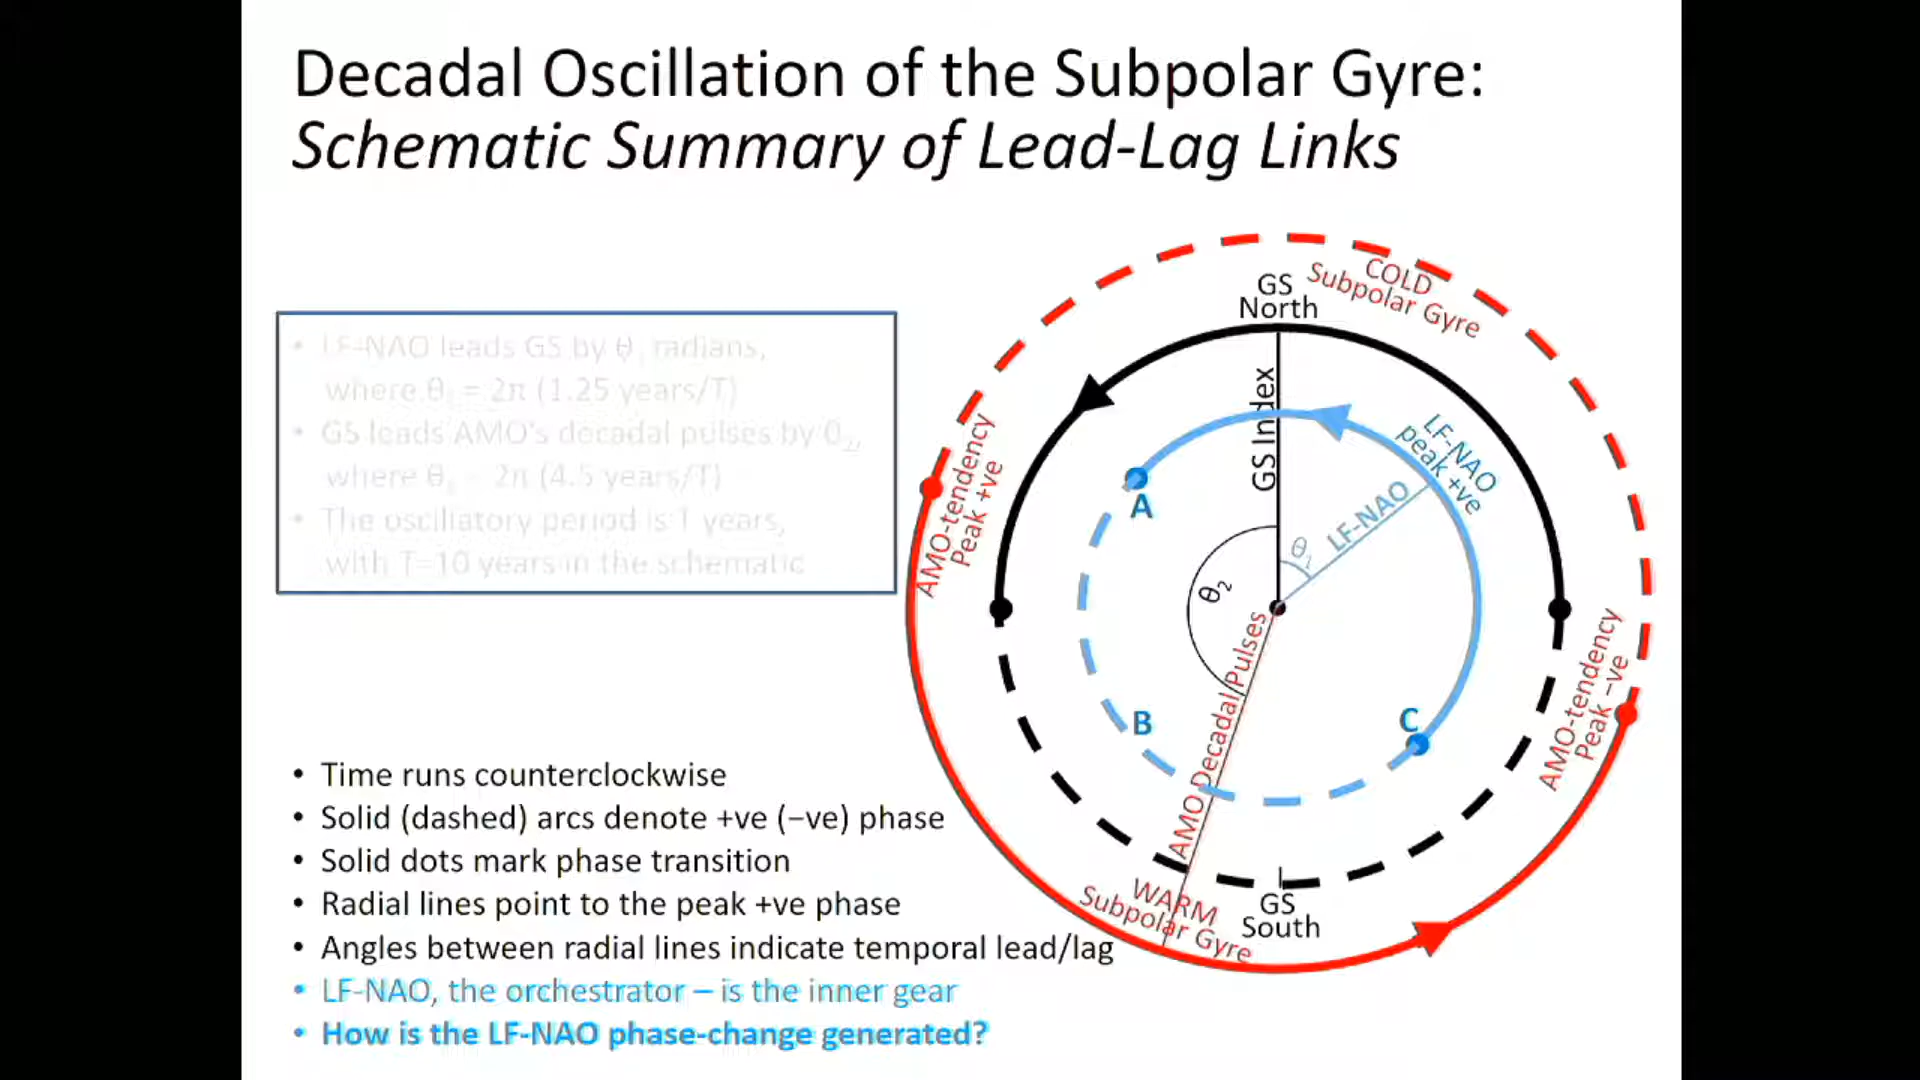 Decadal Oscillation of the Subpolar Gyre:
Schematic Summary of Lead-Lag Links
• LF-NAO leads GS by θ₁ radians,
where θ₁ = 2π (1.25 years/T)
• GS leads AMO's decadal pulses by θ₂,
where θ₂ = 2π (4.5 years/T)
• The oscillatory period is T years,
with T=10 years in the schematic
• Time runs counterclockwise
• Solid (dashed) arcs denote +ve (−ve) phase
• Solid dots mark phase transition
• Radial lines point to the peak +ve phase
• Angles between radial lines indicate temporal lead/lag
• LF-NAO, the orchestrator – is the inner gear
• How is the LF-NAO phase-change generated?
COLD
Subpolar Gyre
GS
North
GS Index
LF-NAO
peak +ve
LF-NAO
θ₁
θ₂
A
B
C
AMO-tendency
Peak +ve
AMO-tendency
Peak −ve
AMO Decadal Pulses
WARM
Subpolar Gyre
GS
South